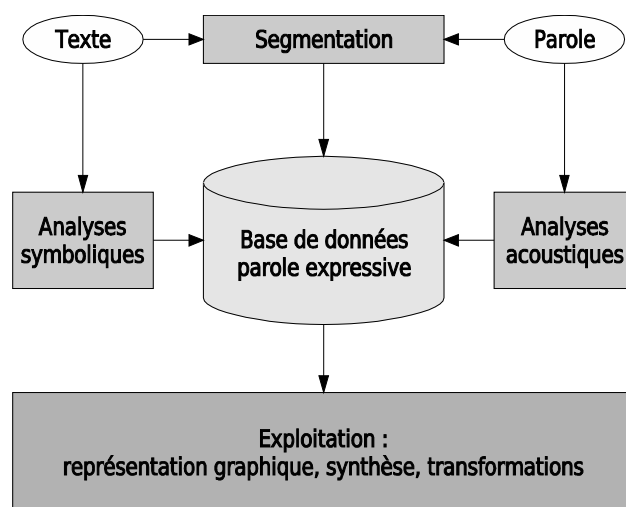 Texte
Segmentation
Parole
Analyses
symboliques
Base de données
parole expressive
Analyses
acoustiques
Exploitation :
représentation graphique, synthèse, transformations